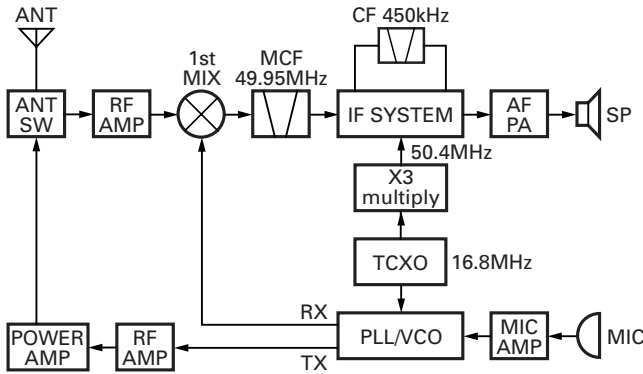 ANT
CF 450kHz
1st
MIX
MCF
49.95MHz
ANT
SW
RF
AMP
IF SYSTEM
AF
PA
SP
50.4MHz
X3
multiply
TCXO
16.8MHz
RX
TX
POWER
AMP
RF
AMP
PLL/VCO
MIC
AMP
MIC